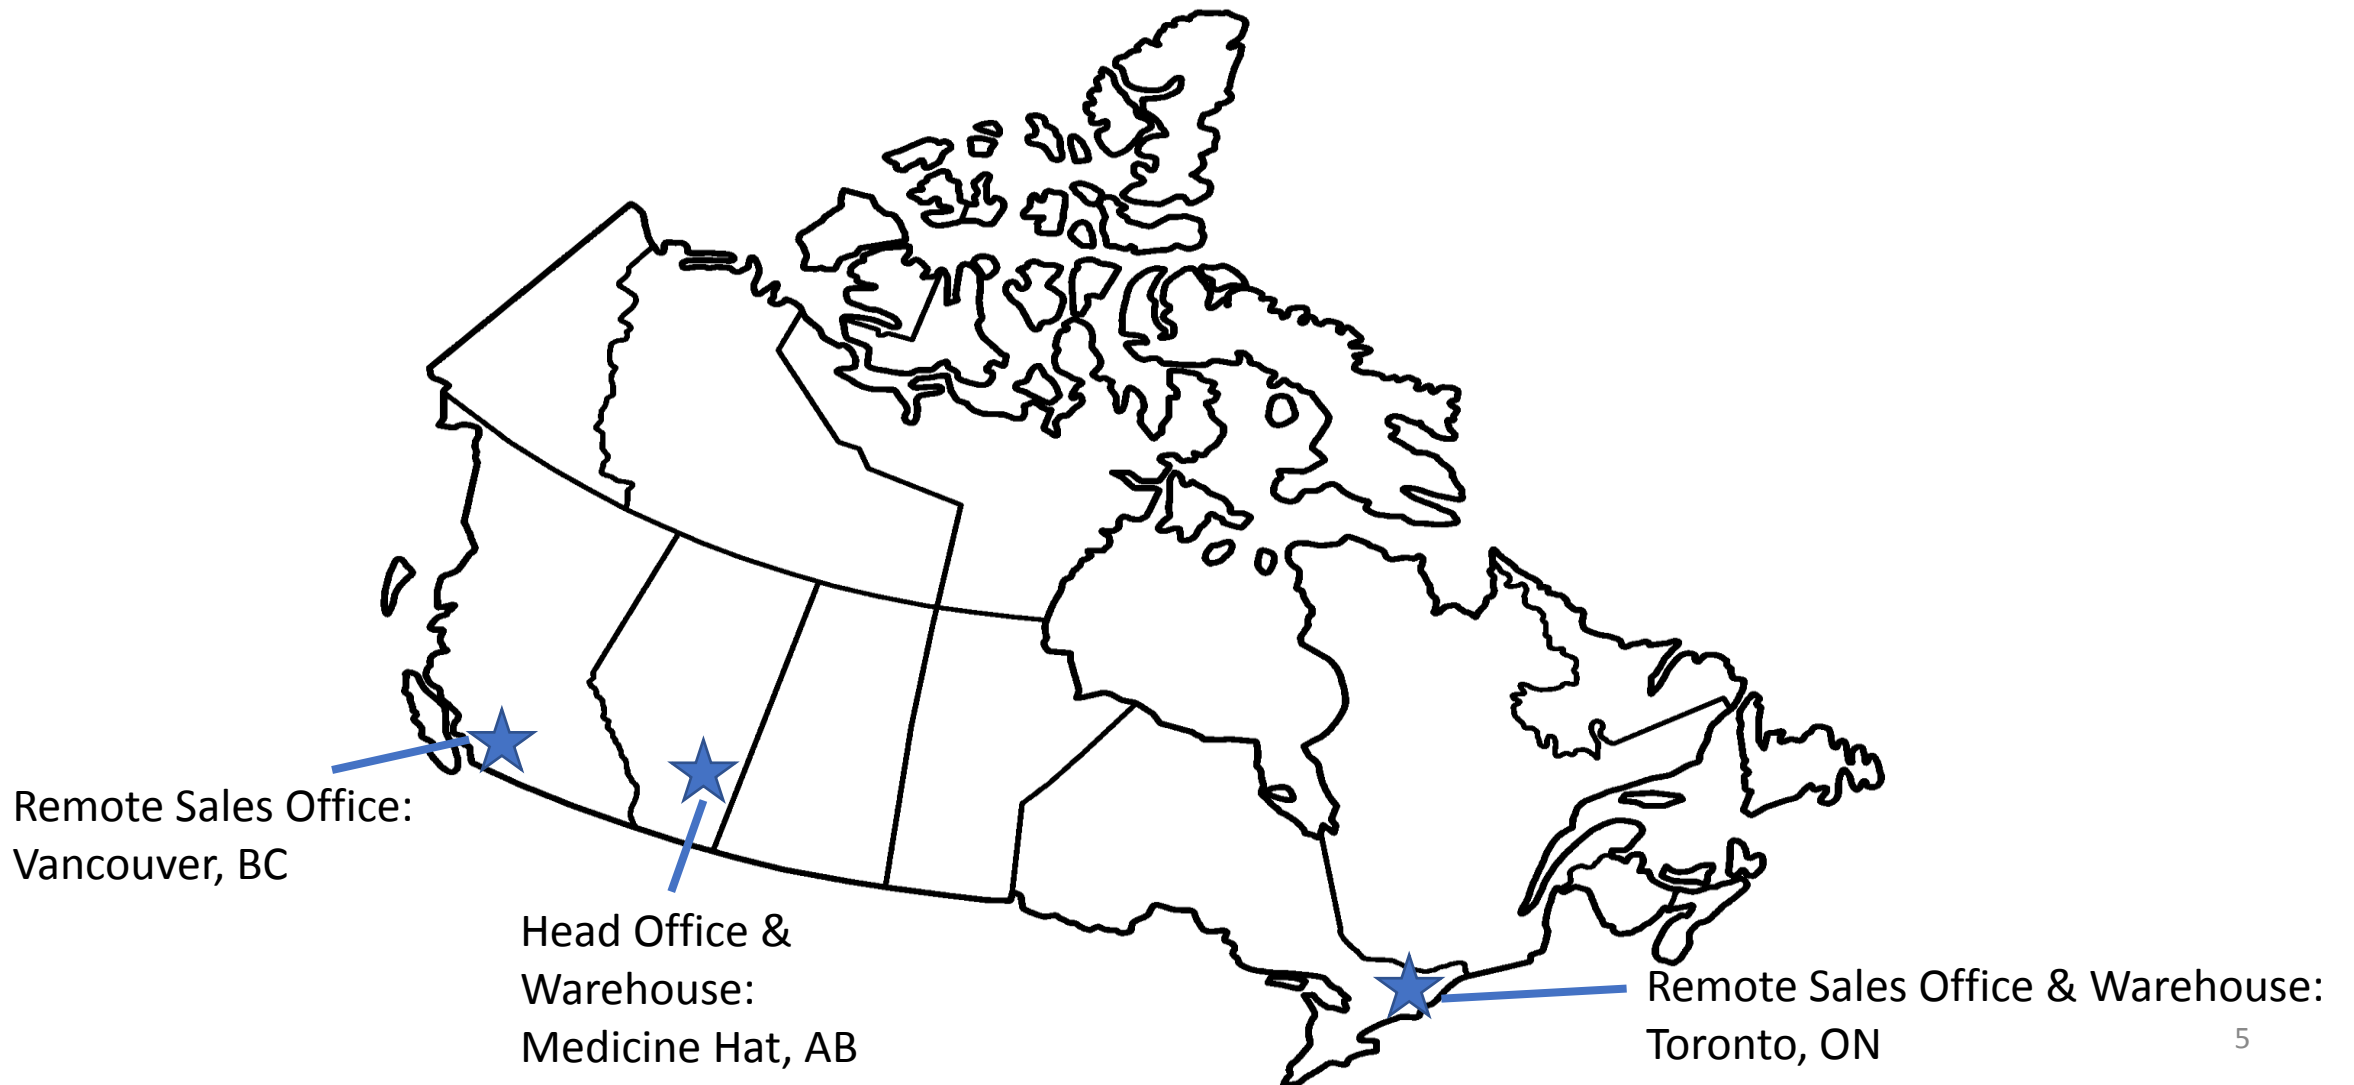 Remote Sales Office:
Vancouver, BC
Head Office &
Warehouse:
Medicine Hat, AB
Remote Sales Office & Warehouse:
Toronto, ON
5